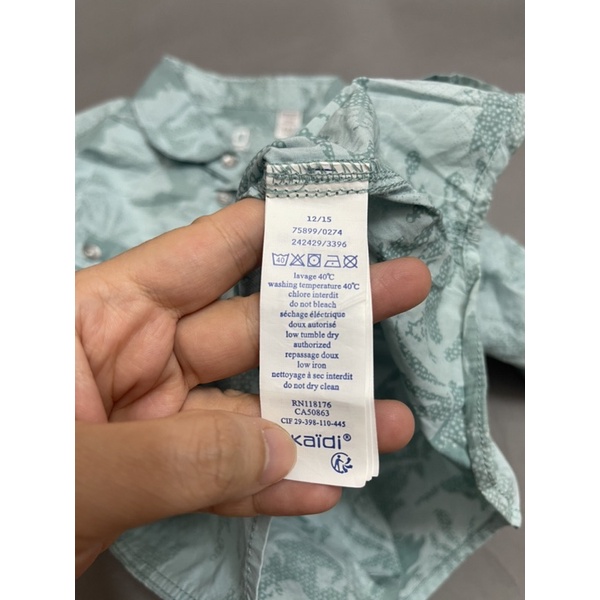 12/15
75899/0274
242429/3396
40
lavage 40℃
washing temperature 40℃
chlore interdit
do not bleach
séchage éléctrique
doux autorisé
low tumble dry
authorized
repassage doux
low iron
nettoyage à sec interdit
do not dry clean
RN118176
CA50863
CIF 29-398-110-445
kaïdi®